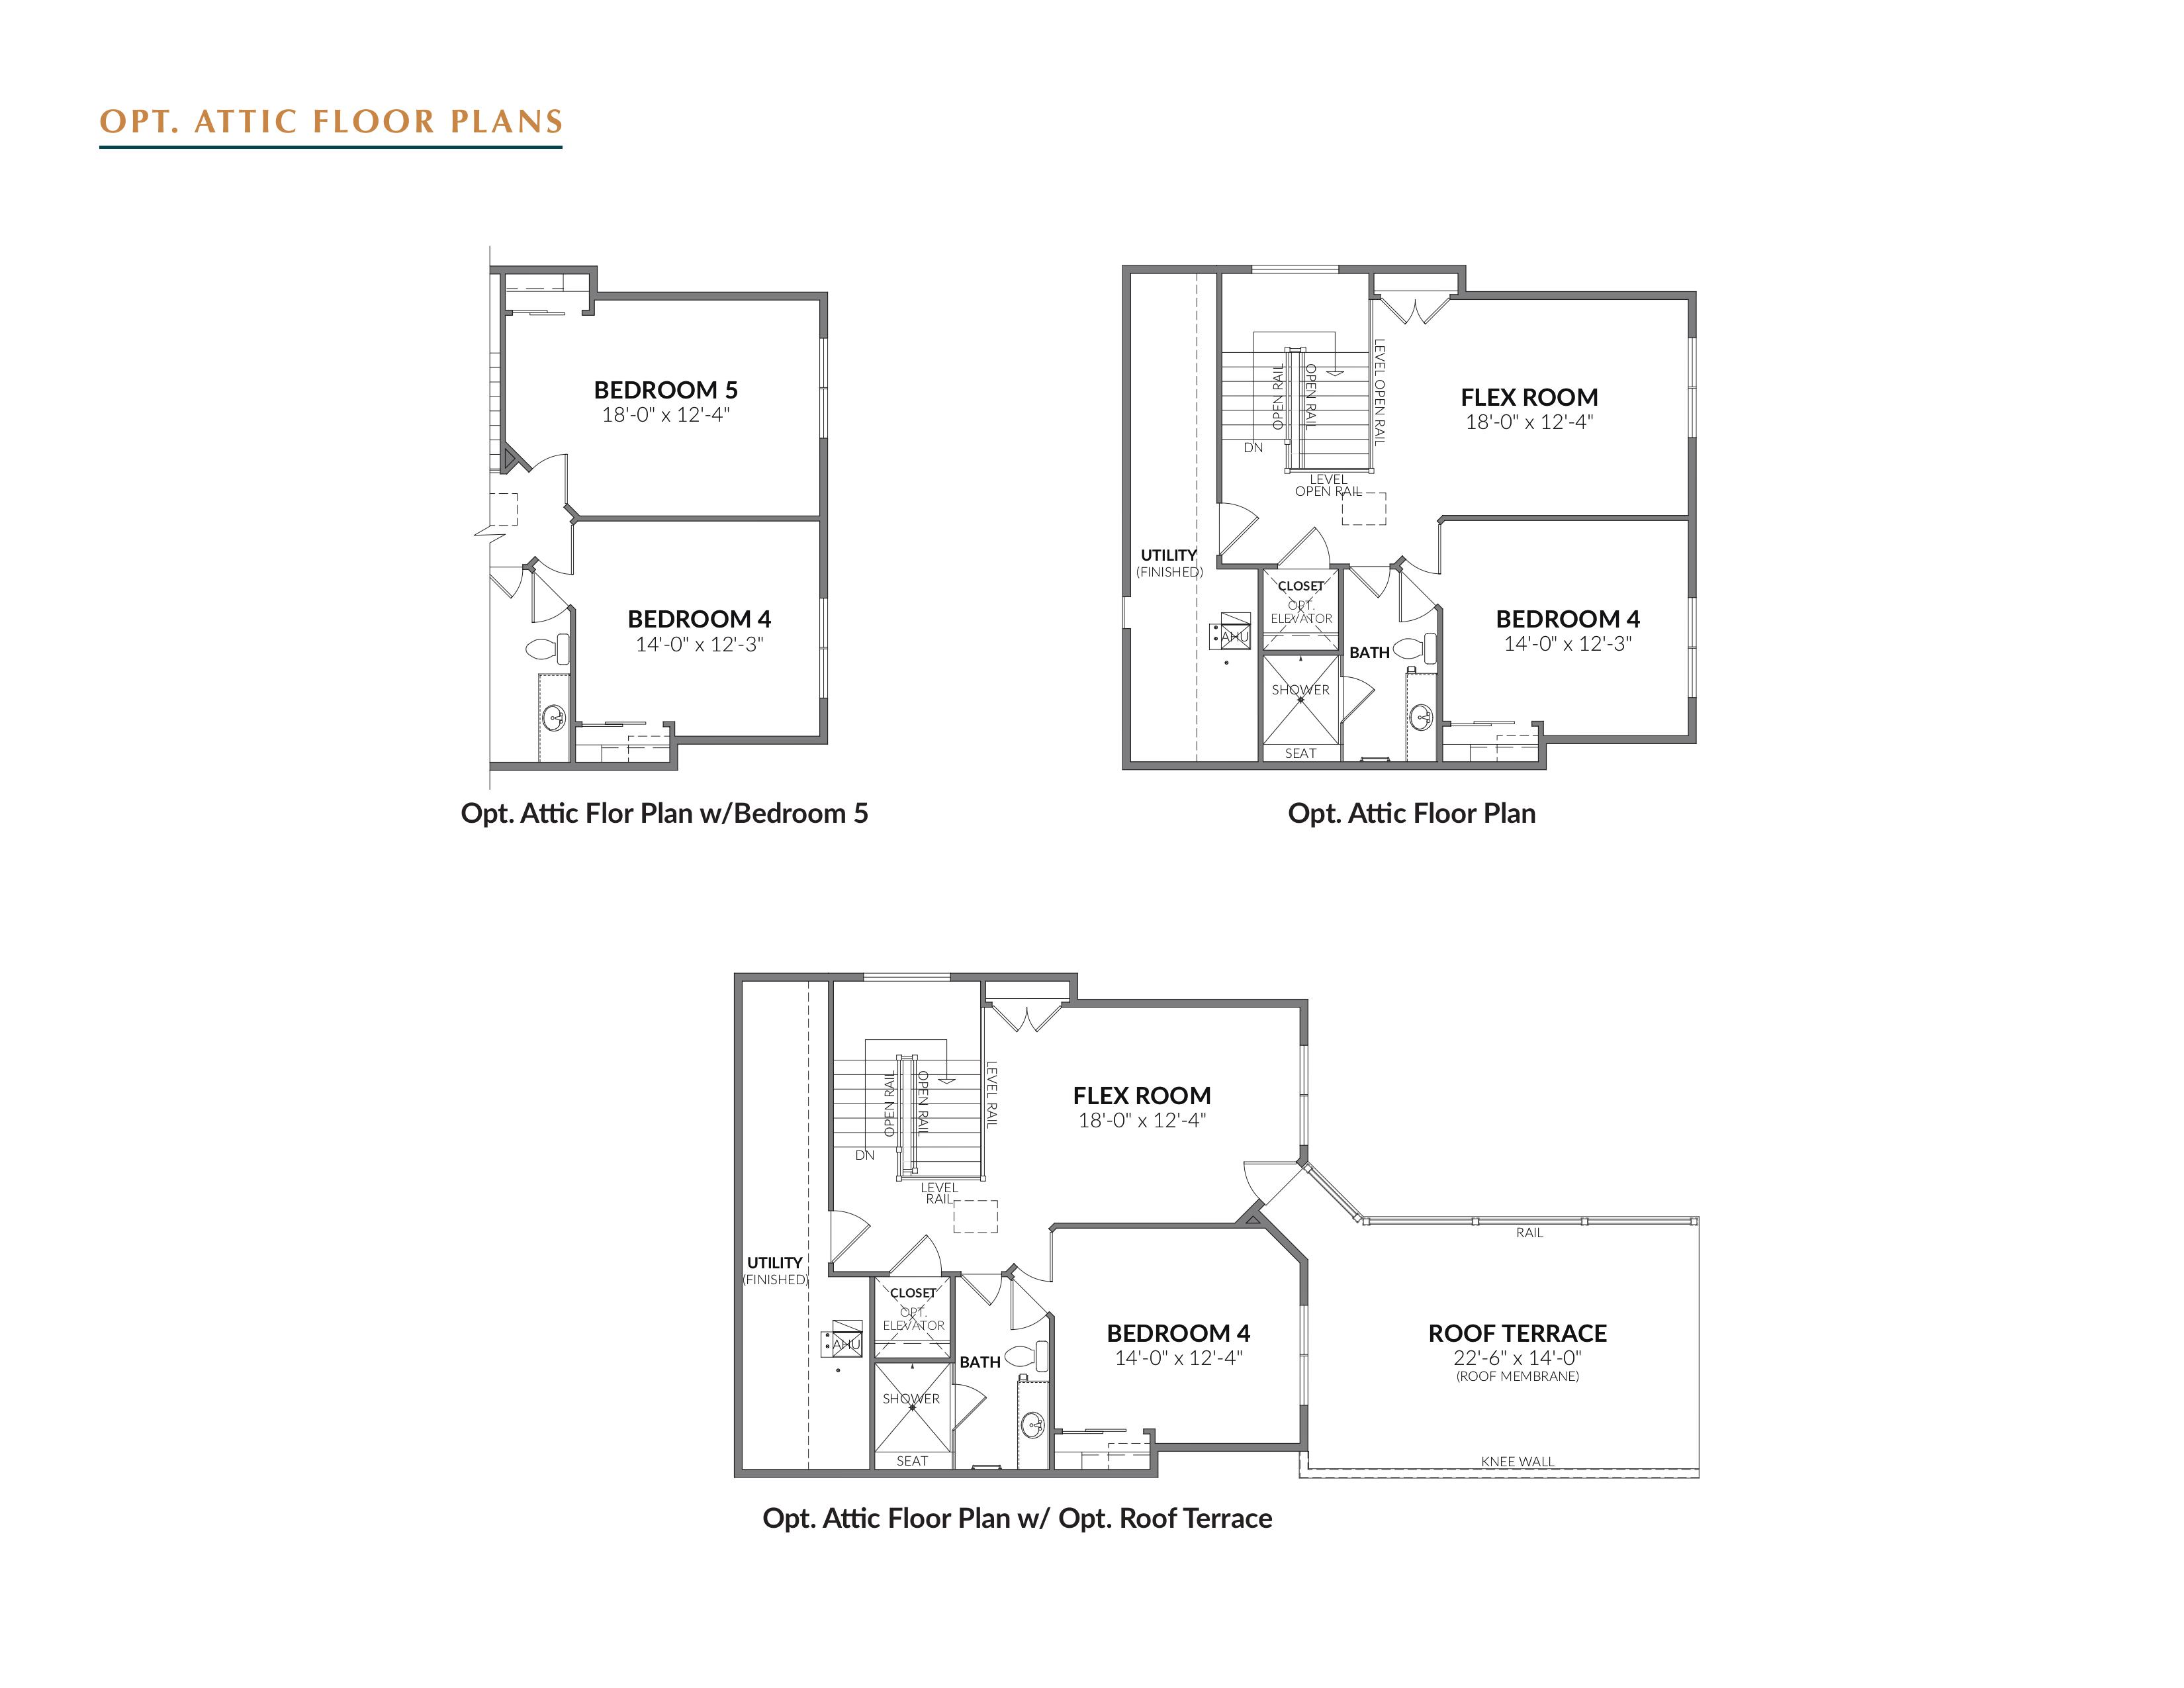 OPT. ATTIC FLOOR PLANS
BEDROOM 5
18'-0" x 12'-4"
BEDROOM 4
14'-0" x 12'-3"
Opt. Attic Flor Plan w/Bedroom 5
OPEN RAIL
OPEN RAIL
LEVEL OPEN RAIL
FLEX ROOM
18'-0" x 12'-4"
DN
LEVEL
OPEN RAIL
UTILITY
(FINISHED)
CLOSET
OPT.
ELEVATOR
AHU
BATH
BEDROOM 4
14'-0" x 12'-3"
SHOWER
SEAT
Opt. Attic Floor Plan
OPEN RAIL
OPEN RAIL
LEVEL RAIL
FLEX ROOM
18'-0" x 12'-4"
DN
LEVEL
RAIL
RAIL
UTILITY
(FINISHED)
CLOSET
OPT.
ELEVATOR
AHU
BATH
BEDROOM 4
14'-0" x 12'-4"
ROOF TERRACE
22'-6" x 14'-0"
(ROOF MEMBRANE)
SHOWER
SEAT
KNEE WALL
Opt. Attic Floor Plan w/ Opt. Roof Terrace